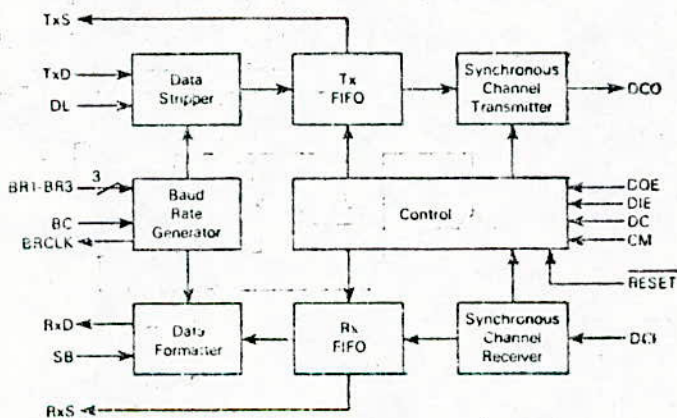 TxS
TxD
DL
Data
Stripper
Tx
FIFO
Synchronous
Channel
Transmitter
DCO
BR1-BR3
3
BC
BRCLK
Baud
Rate
Generator
Control
DOE
DIE
DC
CM
RESET
RxD
SB
Data
Formatter
Rx
FIFO
Synchronous
Channel
Receiver
DCI
RxS